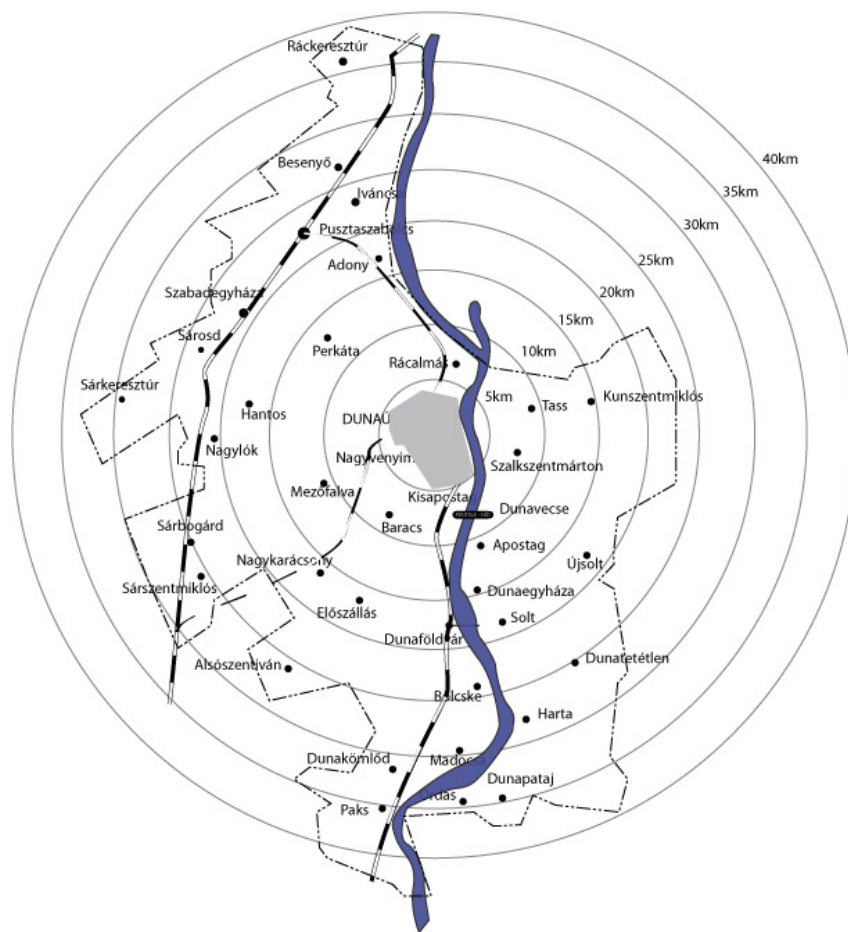 Ráckeresztúr
40km
Besenyő
35km
Iváncsa
30km
Pusztaszabolcs
25km
Adony
20km
Szabadegyháza
15km
Sárosd
Perkáta
10km
Rácalmás
Sárkeresztúr
5km
Kunszentmiklós
Hantos
Tass
DUNAÚ
Nagylók
Nagyvenyim
Szalkszentmárton
Mezőfalva
Kisapostag
Dunavecse
Sárbogárd
Baracs
Apostag
Nagykarácsony
Újsolt
Sárszentmiklós
Dunaegyháza
Előszállás
Solt
Dunaföldvár
Alsószentiván
Dunatetétlen
Bölcske
Harta
Dunakömlőd
Madocsa
Dunapataj
Ordas
Paks